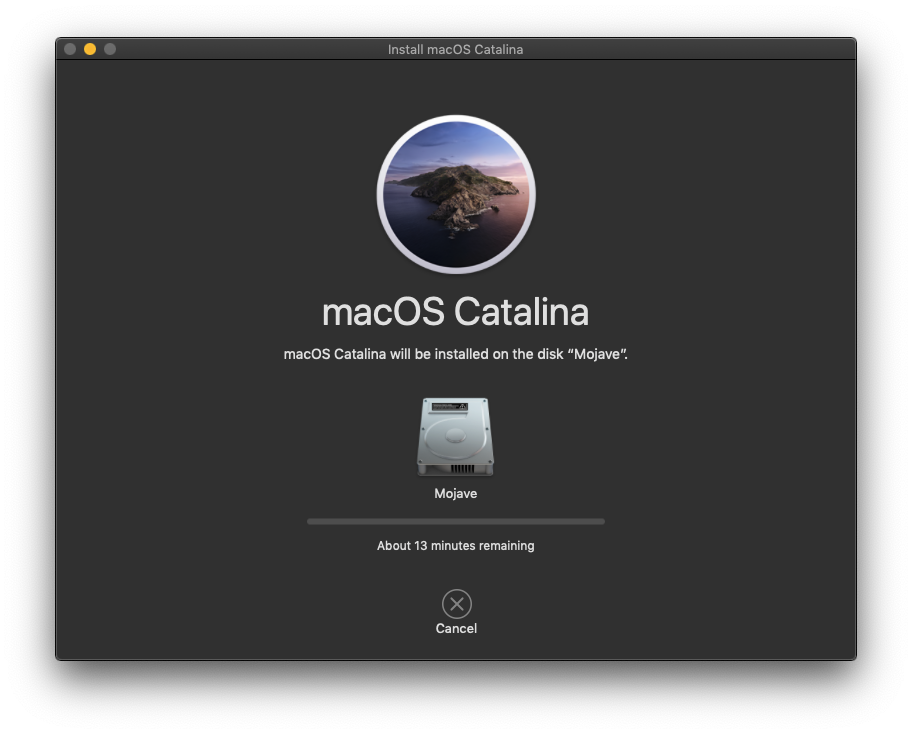 Install macOS Catalina
macOS Catalina
macOS Catalina will be installed on the disk “Mojave”.
Mojave
About 13 minutes remaining
Cancel